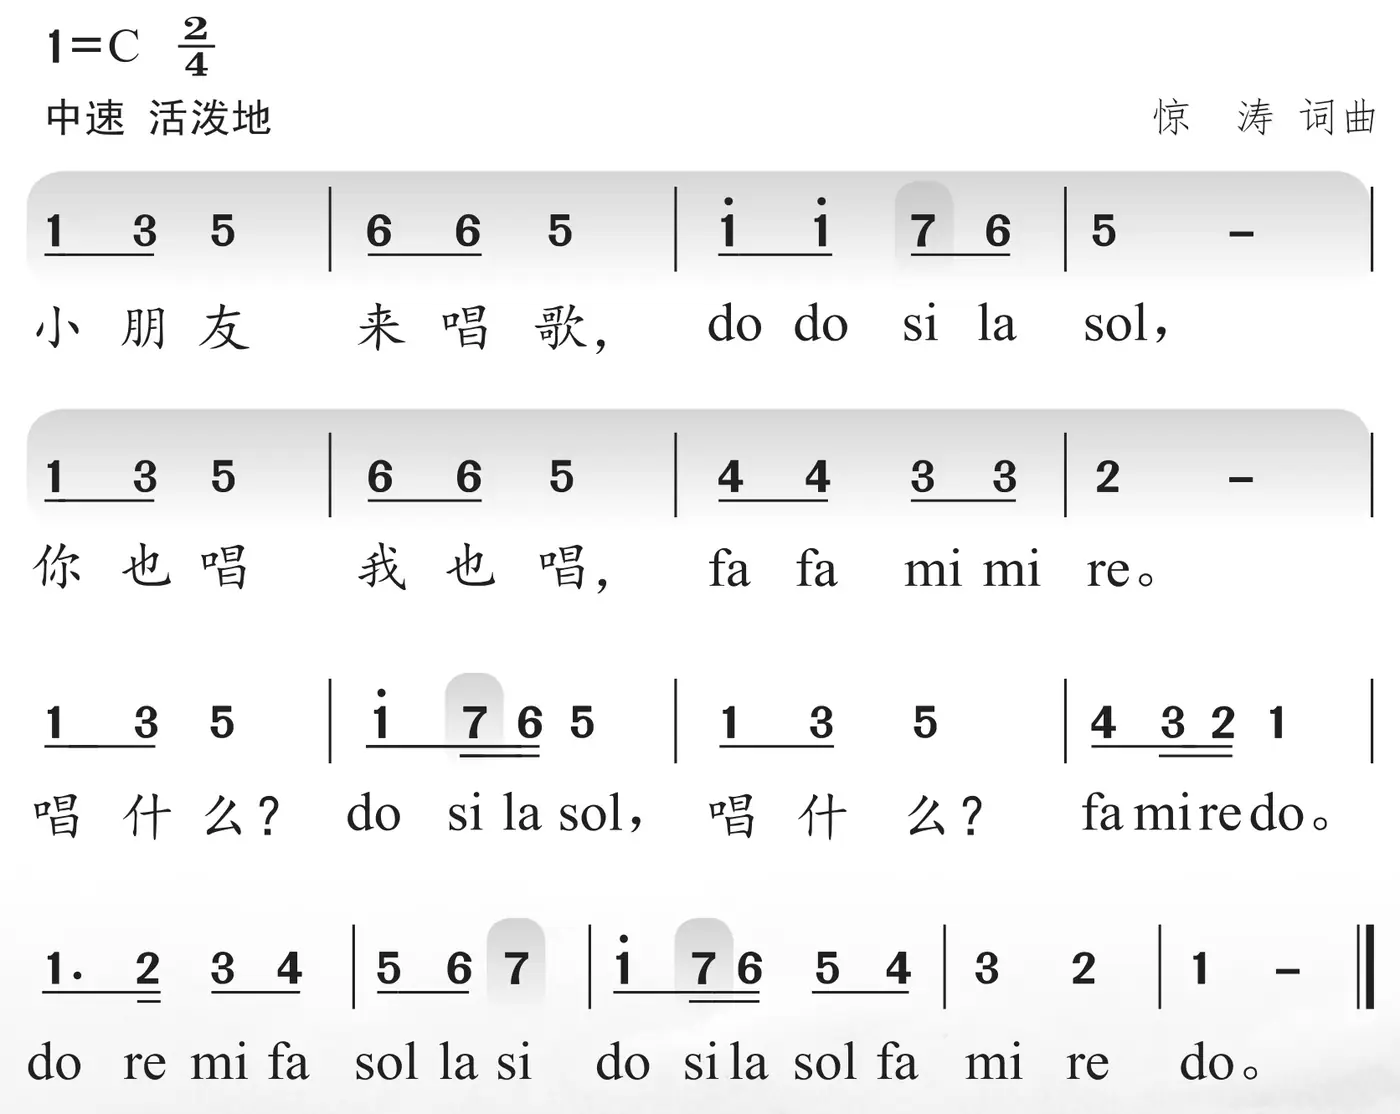 1=C 2/4
中速 活泼地 惊 涛 词曲
1 3 5 | 6 6 5 | i i 7 6 | 5 – |
小 朋 友 来 唱 歌, do do si la sol,
1 3 5 | 6 6 5 | 4 4 3 3 | 2 – |
你 也 唱 我 也 唱, fa fa mi mi re。
1 3 5 | i 7 6 5 | 1 3 5 | 4 3 2 1 |
唱 什 么? do si la sol, 唱 什 么? fa mi re do。
1. 2 3 4 | 5 6 7 | i 7 6 5 4 | 3 2 | 1 – ‖
do re mi fa sol la si do si la sol fa mi re do。